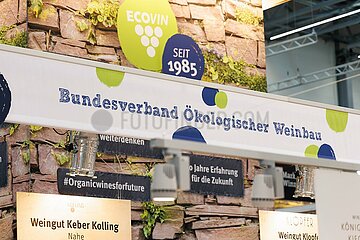 ECOVIN
SEIT
1985
Bundesverband Ökologischer Weinbau
weiterdenken
#Organicwinesforfuture
Jahre Erfahrung
für die Zukunft
Weingut Keber Kolling
Nahe
Weingut